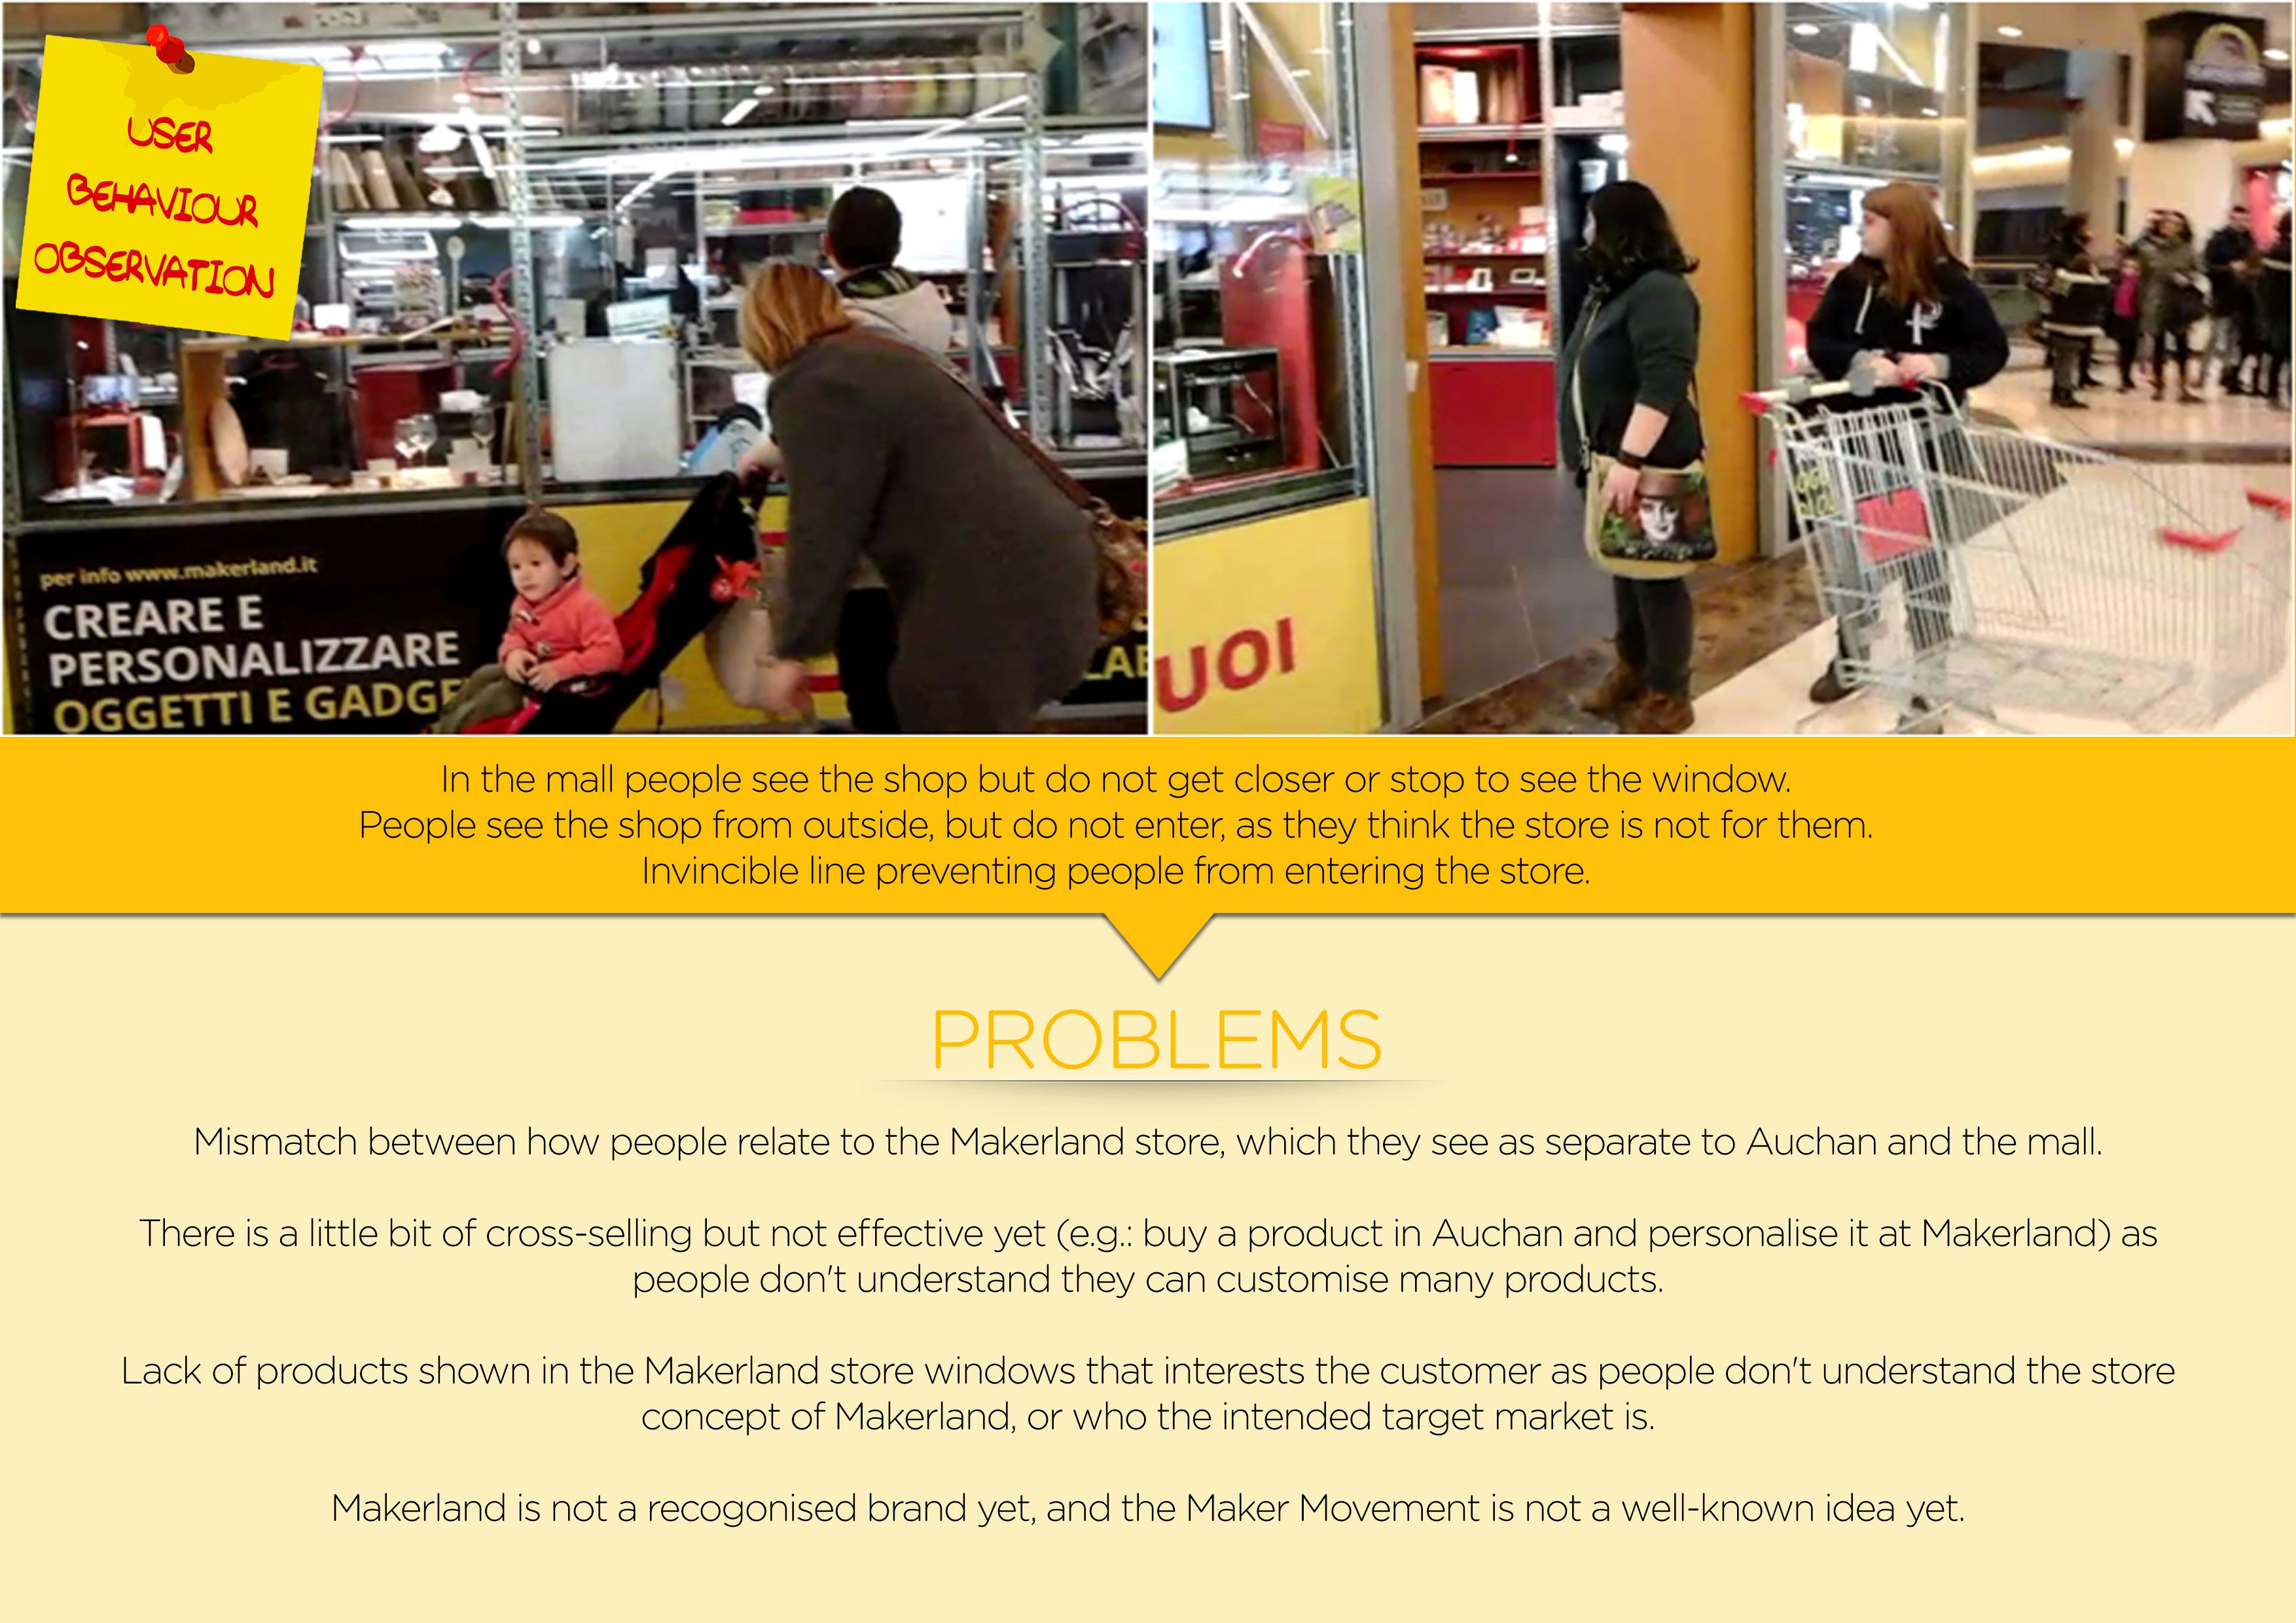 USER
BEHAVIOUR
OBSERVATION
per info www.makerland.it
CREARE E
PERSONALIZZARE
OGGETTI E GADGE
LAB
UOI
In the mall people see the shop but do not get closer or stop to see the window.
People see the shop from outside, but do not enter, as they think the store is not for them.
Invincible line preventing people from entering the store.
PROBLEMS
Mismatch between how people relate to the Makerland store, which they see as separate to Auchan and the mall.
There is a little bit of cross-selling but not effective yet (e.g.: buy a product in Auchan and personalise it at Makerland) as
people don't understand they can customise many products.
Lack of products shown in the Makerland store windows that interests the customer as people don't understand the store
concept of Makerland, or who the intended target market is.
Makerland is not a recogonised brand yet, and the Maker Movement is not a well-known idea yet.